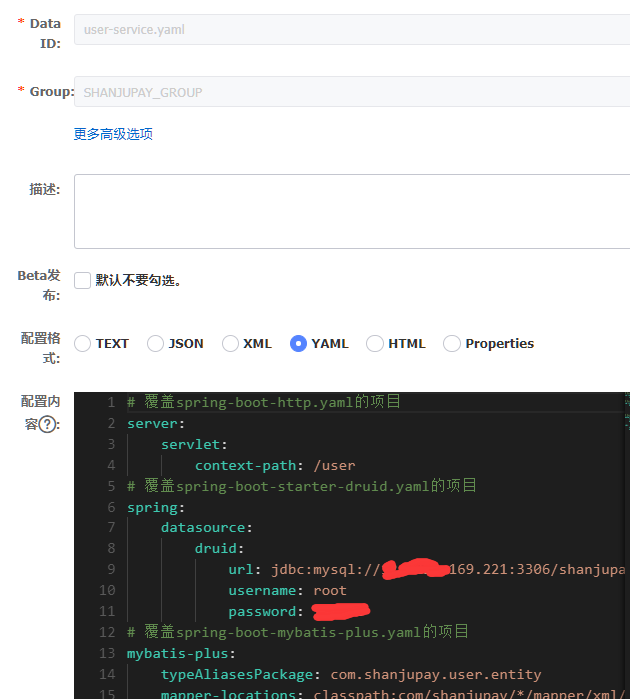 * Data ID:
user-service.yaml
* Group:
SHANJUPAY_GROUP
更多高级选项
描述:
Beta发布:
默认不要勾选。
配置格式:
TEXT JSON XML YAML HTML Properties
配置内容?:
1 # 覆盖spring-boot-http.yaml的项目
2 server:
3 servlet:
4 context-path: /user
5 # 覆盖spring-boot-starter-druid.yaml的项目
6 spring:
7 datasource:
8 druid:
9 url: jdbc:mysql:// 169.221:3306/shanjupa
10 username: root
11 password:
12 # 覆盖spring-boot-mybatis-plus.yaml的项目
13 mybatis-plus:
14 typeAliasesPackage: com.shanjupay.user.entity
15 mapper-locations: classpath:com/shanjupay/*/mapper/xml/